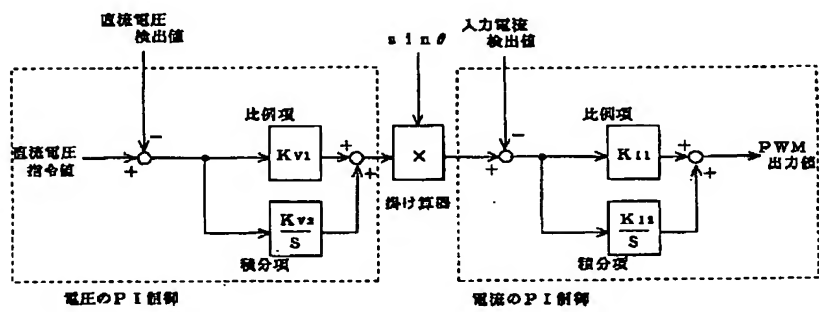 直流電圧
検出値
sinθ
入力電流
検出値
比例項
比例項
直流電圧
指令値
−
+
Kv1
+
+
×
掛け算器
−
+
KI1
+
+
PWM
出力値
Kv2
S
積分項
KI2
S
積分項
電圧のPI制御
電流のPI制御